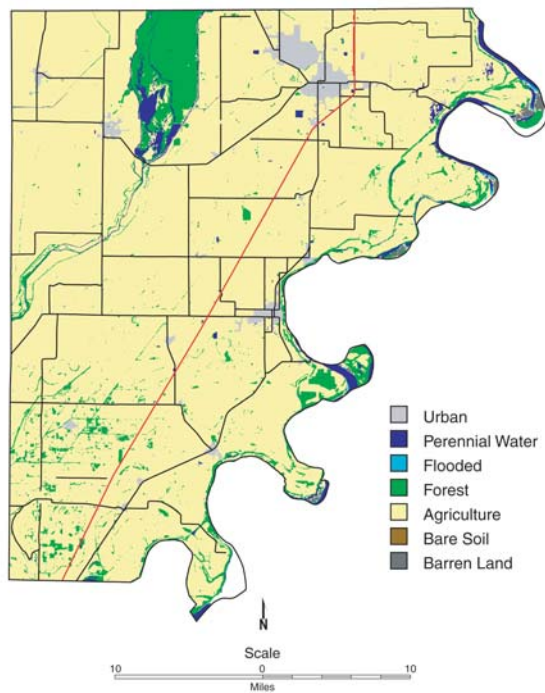 Urban
Perennial Water
Flooded
Forest
Agriculture
Bare Soil
Barren Land
N
Scale
10 0 10
Miles